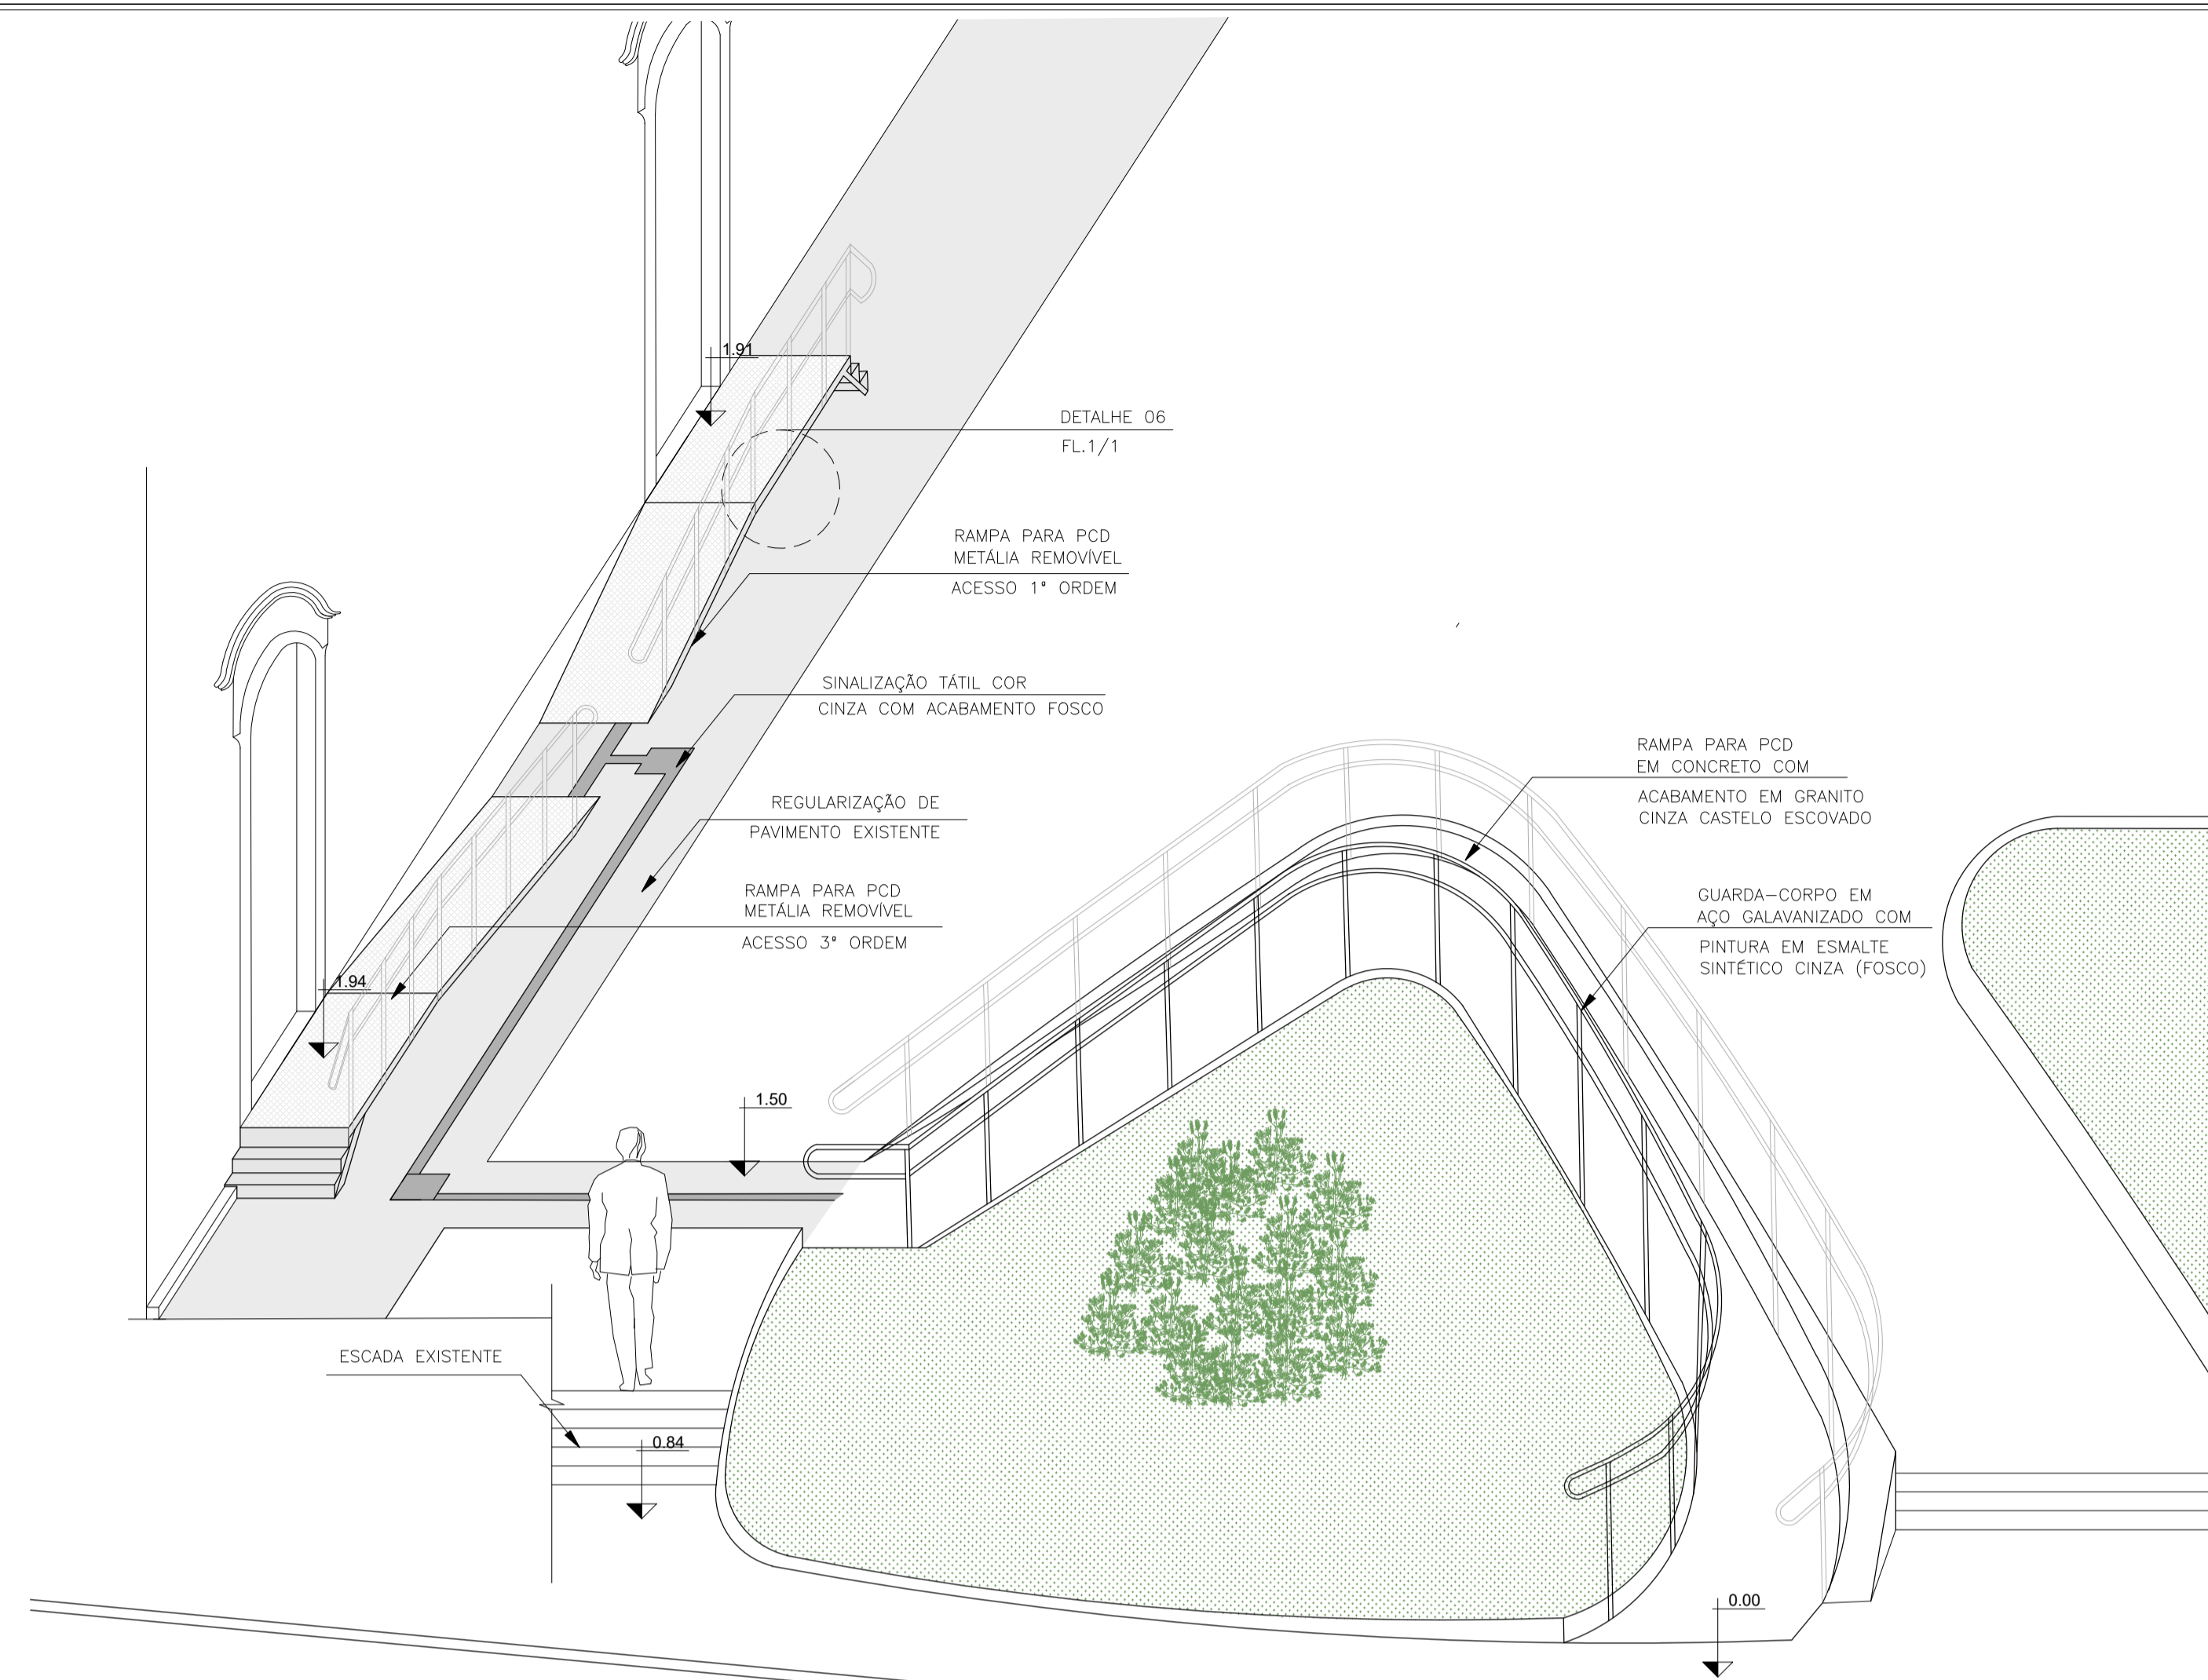 1.91
DETALHE 06
FL.1/1
RAMPA PARA PCD
METÁLIA REMOVÍVEL
ACESSO 1ª ORDEM
SINALIZAÇÃO TÁTIL COR
CINZA COM ACABAMENTO FOSCO
RAMPA PARA PCD
EM CONCRETO COM
ACABAMENTO EM GRANITO
CINZA CASTELO ESCOVADO
REGULARIZAÇÃO DE
PAVIMENTO EXISTENTE
RAMPA PARA PCD
METÁLIA REMOVÍVEL
ACESSO 3ª ORDEM
GUARDA-CORPO EM
AÇO GALAVANIZADO COM
PINTURA EM ESMALTE
SINTÉTICO CINZA (FOSCO)
1.94
1.50
ESCADA EXISTENTE
0.84
0.00